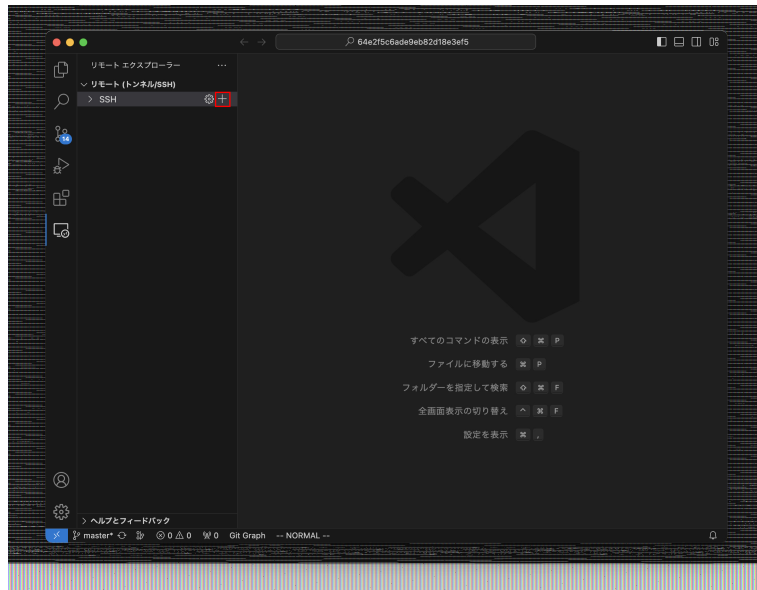 64e2f5c6ade9eb82d18e3ef5
リモート エクスプローラー ...
リモート (トンネル/SSH)
SSH
14
すべてのコマンドの表示 ⇧ ⌘ P
ファイルに移動する ⌘ P
フォルダーを指定して検索 ⇧ ⌘ F
全画面表示の切り替え ^ ⌘ F
設定を表示 ⌘ ,
ヘルプとフィードバック
master* 0 0 0 Git Graph -- NORMAL --